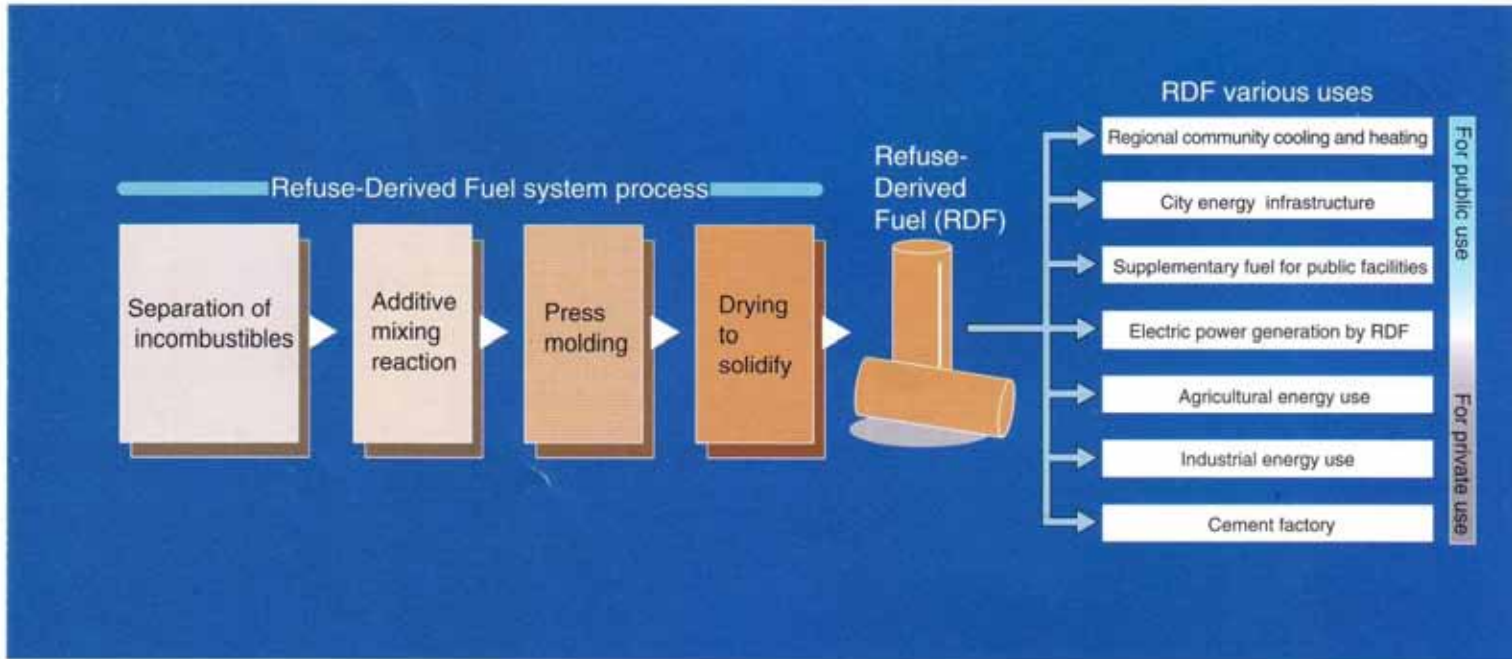 RDF various uses
Refuse-Derived Fuel system process
Separation of
incombustibles
Additive
mixing
reaction
Press
molding
Drying
to
solidify
Refuse-
Derived
Fuel (RDF)
Regional community cooling and heating
City energy infrastructure
Supplementary fuel for public facilities
Electric power generation by RDF
Agricultural energy use
Industrial energy use
Cement factory
For public use
For private use